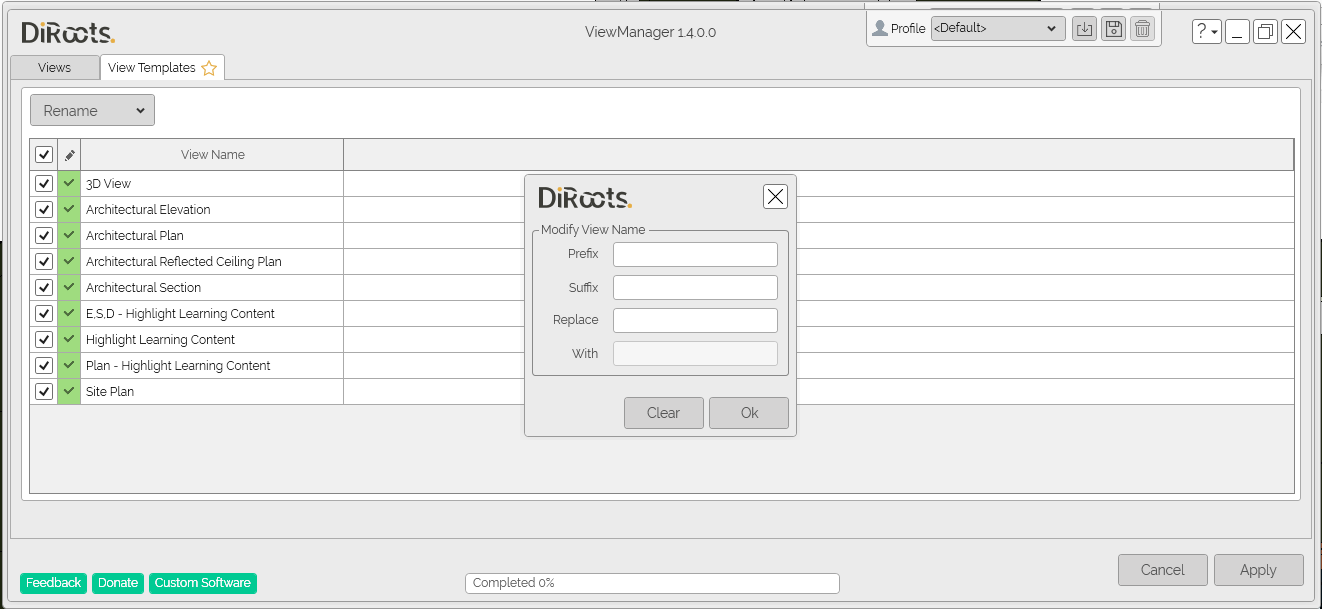 DiRoots.
ViewManager 1.4.0.0
Profile <Default>
?
Views
View Templates
Rename
View Name
3D View
Architectural Elevation
Architectural Plan
Architectural Reflected Ceiling Plan
Architectural Section
E,S,D - Highlight Learning Content
Highlight Learning Content
Plan - Highlight Learning Content
Site Plan
DiRoots.
Modify View Name
Prefix
Suffix
Replace
With
Clear
Ok
Cancel
Apply
Feedback
Donate
Custom Software
Completed 0%